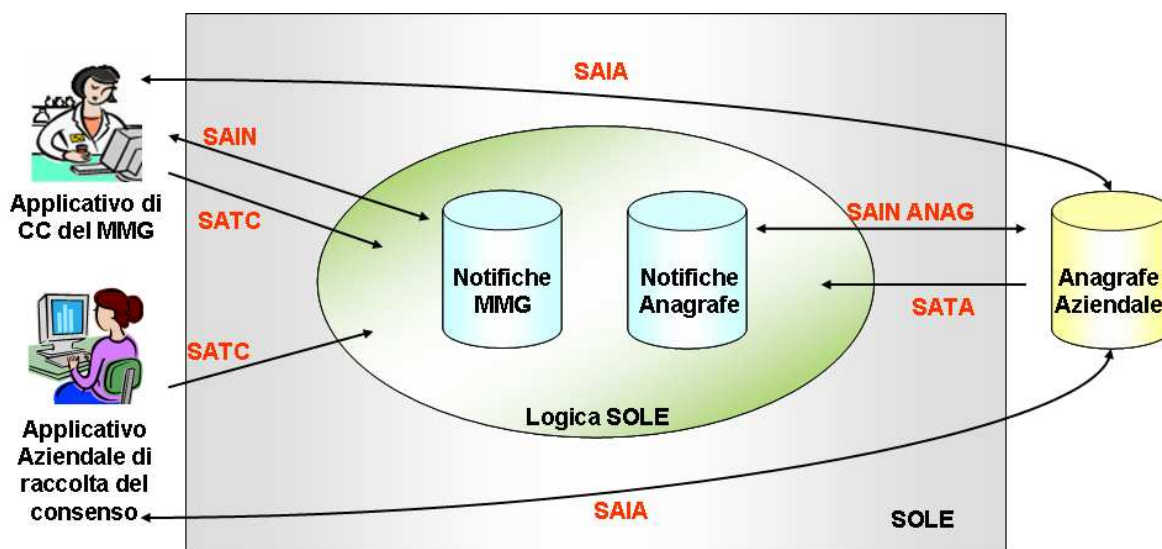 SAIA
SAIN
Applicativo di
CC del MMG
SATC
SAIN ANAG
Notifiche
MMG
Notifiche
Anagrafe
Anagrafe
Aziendale
SATA
SATC
Logica SOLE
Applicativo
Aziendale di
raccolta del
consenso
SAIA
SOLE